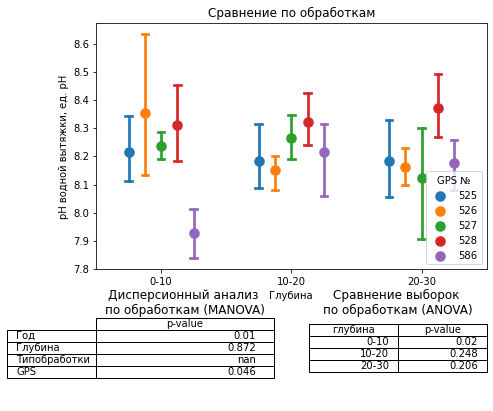 Сравнение по обработкам
рН водной вытяжки, ед. рН
8.6
8.5
8.4
8.3
8.2
8.1
8.0
7.9
7.8
0-10
10-20
20-30
Глубина
GPS №
525
526
527
528
586
Дисперсионный анализ
по обработкам (MANOVA)
p-value
Год 0.01
Глубина 0.872
Типобработки nan
GPS 0.046
Сравнение выборок
по обработкам (ANOVA)
глубина p-value
0-10 0.02
10-20 0.248
20-30 0.206